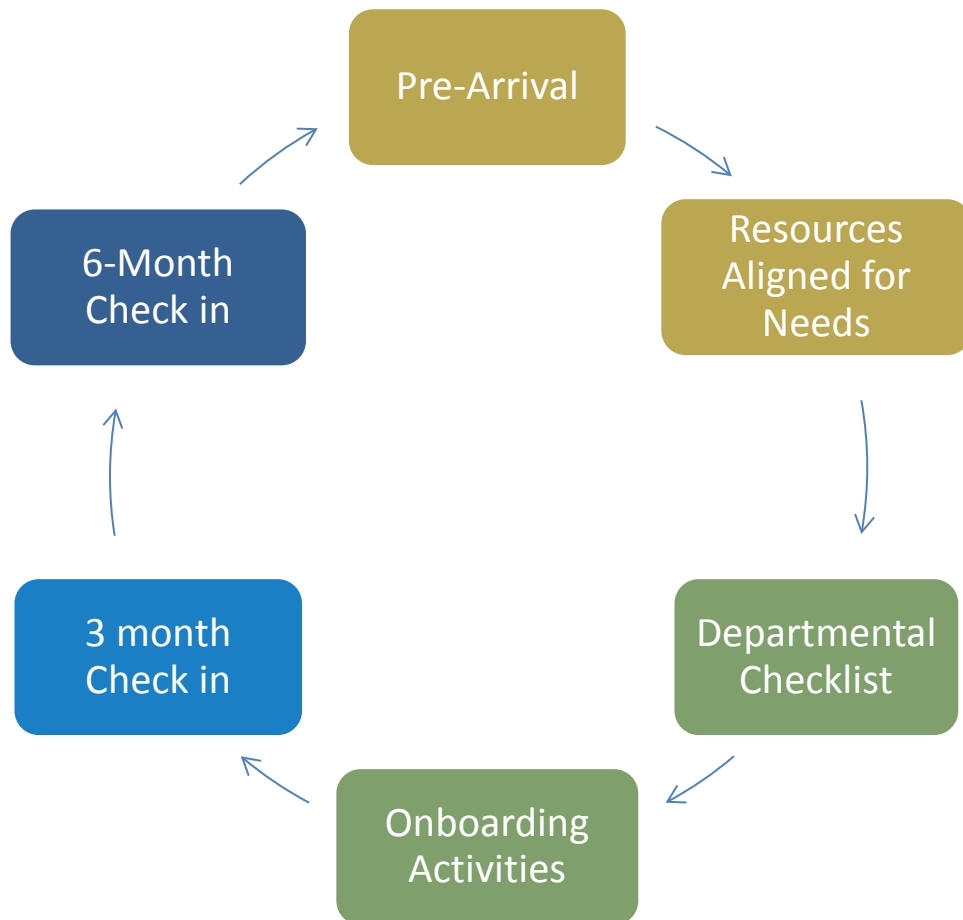 Pre-Arrival
Resources
Aligned for
Needs
Departmental
Checklist
Onboarding
Activities
3 month
Check in
6-Month
Check in